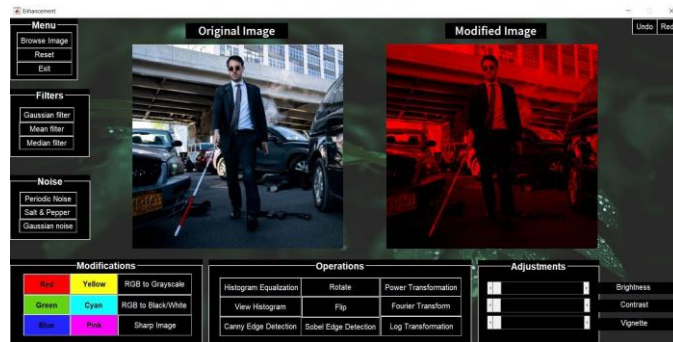 Enhancement
Menu
Browse Image
Reset
Exit
Original Image
Modified Image
Undo
Filters
Gaussian filter
Mean filter
Median filter
Noise
Periodic Noise
Salt & Pepper
Gaussian noise
Modifications
Red Yellow RGB to Grayscale
Green Cyan RGB to Black/White
Blue Pink Sharp Image
Operations
Histogram Equalization Rotate Power Transformation
View Histogram Flip Fourier Transform
Canny Edge Detection Sobel Edge Detection Log Transformation
Adjustments
Brightness
Contrast
Vignette